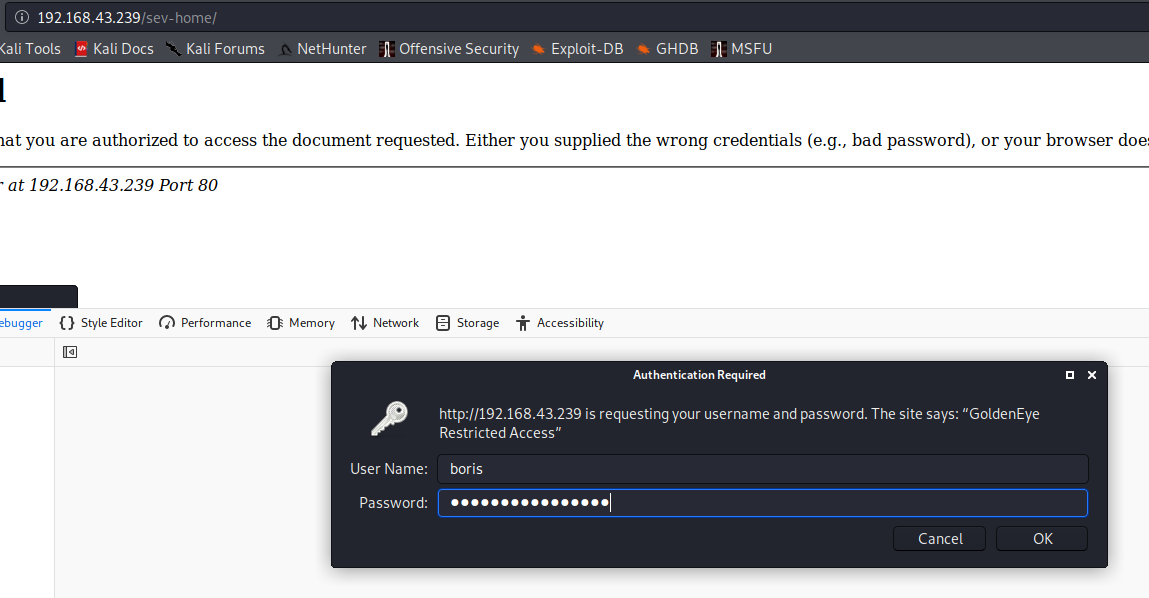 192.168.43.239/sev-home/
Kali Tools Kali Docs Kali Forums NetHunter Offensive Security Exploit-DB GHDB MSFU
hat you are authorized to access the document requested. Either you supplied the wrong credentials (e.g., bad password), or your browser does
r at 192.168.43.239 Port 80
ebugger Style Editor Performance Memory Network Storage Accessibility
Authentication Required
http://192.168.43.239 is requesting your username and password. The site says: “GoldenEye
Restricted Access”
User Name: boris
Password: ••••••••••••••••
Cancel OK